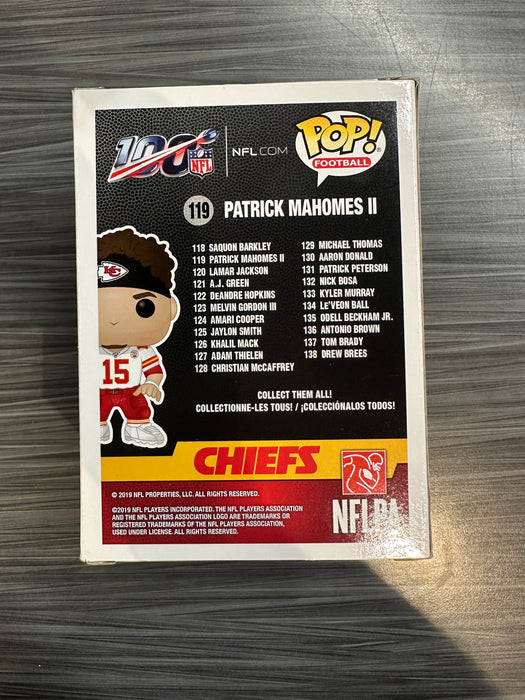 100 NFL | NFL.COM POP! FOOTBALL
119 PATRICK MAHOMES II
118 SAQUON BARKLEY
119 PATRICK MAHOMES II
120 LAMAR JACKSON
121 A.J. GREEN
122 DeANDRE HOPKINS
123 MELVIN GORDON III
124 AMARI COOPER
125 JAYLON SMITH
126 KHALIL MACK
127 ADAM THIELEN
128 CHRISTIAN McCAFFREY
129 MICHAEL THOMAS
130 AARON DONALD
131 PATRICK PETERSON
132 NICK BOSA
133 KYLER MURRAY
134 LE'VEON BALL
135 ODELL BECKHAM JR.
136 ANTONIO BROWN
137 TOM BRADY
138 DREW BREES
KC
15
COLLECT THEM ALL!
COLLECTIONNE-LES TOUS! / ¡COLECCIÓNALOS TODOS!
CHIEFS
© 2019 NFL PROPERTIES, LLC. ALL RIGHTS RESERVED.
©2019 NFL PLAYERS INCORPORATED. THE NFL PLAYERS ASSOCIATION
AND THE NFL PLAYERS ASSOCIATION LOGO ARE TRADEMARKS OR
REGISTERED TRADEMARKS OF THE NFL PLAYERS ASSOCIATION,
USED UNDER LICENSE. ALL RIGHTS RESERVED.
NFLPA